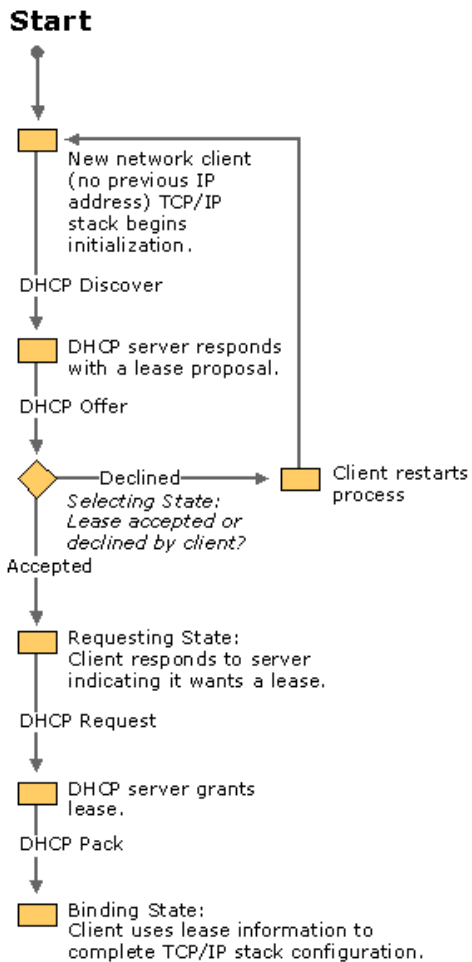 Start
New network client
(no previous IP
address) TCP/IP
stack begins
initialization.
DHCP Discover
DHCP server responds
with a lease proposal.
DHCP Offer
Declined
Client restarts
process
Selecting State:
Lease accepted or
declined by client?
Accepted
Requesting State:
Client responds to server
indicating it wants a lease.
DHCP Request
DHCP server grants
lease.
DHCP Pack
Binding State:
Client uses lease information to
complete TCP/IP stack configuration.